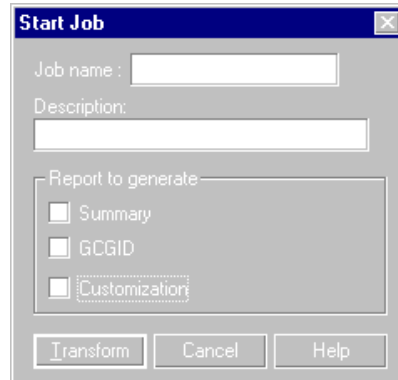 Start Job
Job name :
Description:
Report to generate
Summary
GCGID
Customization
Transform Cancel Help